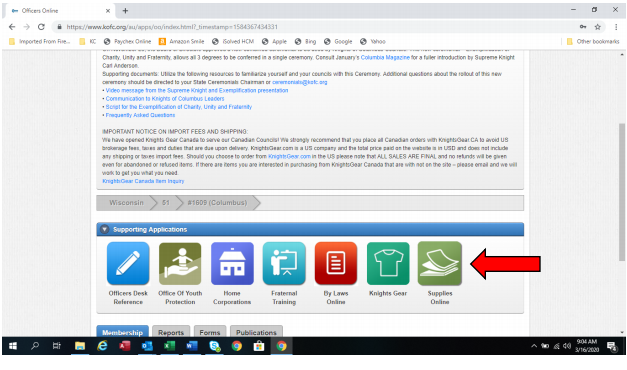 Officers Online
https://www.kofc.org/au/apps/os/index.html?_timestamp=1584367434331
Imported From Fire... KC Paychex Online Amazon Smile iSolved HCM Apple Bing Google Yahoo Other bookmarks
Charity, Unity and Fraternity, allows all 3 degrees to be conferred in a single ceremony. Consult January's Columbia Magazine for a fuller introduction by Supreme Knight
Carl Anderson.
Supporting documents: Utilize the following resources to familiarize yourself and your councils with this Ceremony. Additional questions about the rollout of this new
ceremony should be directed to your State Ceremonials Chairman or ceremonials@kofc.org
• Video message from the Supreme Knight and Exemplification presentation
• Communication to Knights of Columbus Leaders
• Script for the Exemplification of Charity, Unity and Fraternity
• Frequently Asked Questions
IMPORTANT NOTICE ON IMPORT FEES AND SHIPPING:
We have opened Knights Gear Canada to serve our Canadian Councils! We strongly recommend that you place all Canadian orders with KnightsGear CA to avoid US
brokerage fees, taxes and duties that are due upon delivery. KnightsGear.com is a US company and the total price paid on the website is in USD and does not include
any shipping or taxes import fees. Should you choose to order from KnightsGear.com in the US please note that ALL SALES ARE FINAL and no refunds will be given
even for abandoned or refused items. If there are items you are interested in purchasing from KnightsGear Canada that are with not on the site – please email and we will
work to get you what you need.
KnightsGear Canada Item Inquiry
Wisconsin 51 #1609 (Columbus)
Supporting Applications
Officers Desk Reference
Office Of Youth Protection
Home Corporations
Fraternal Training
By Laws Online
Knights Gear
Supplies Online
Membership Reports Forms Publications
9:04 AM
3/16/2020